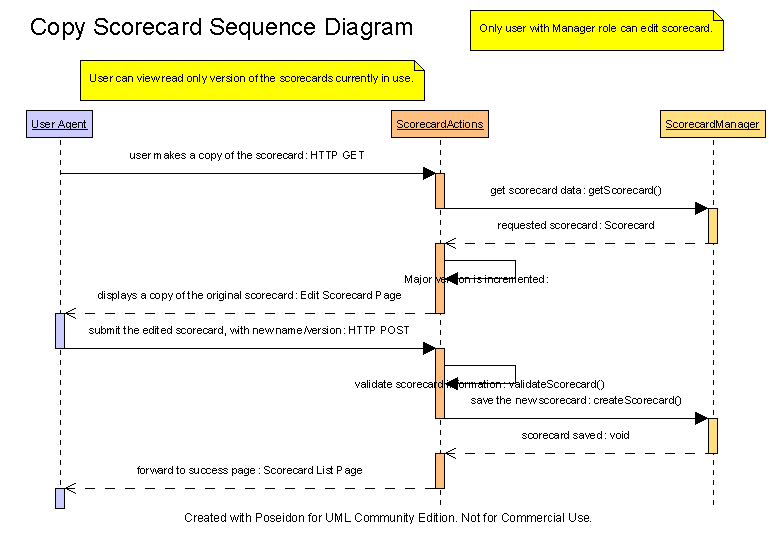 Copy Scorecard Sequence Diagram
Only user with Manager role can edit scorecard.
User can view read only version of the scorecards currently in use.
User Agent
ScorecardActions
ScorecardManager
user makes a copy of the scorecard : HTTP GET
get scorecard data : getScorecard()
requested scorecard : Scorecard
Major version is incremented :
displays a copy of the original scorecard : Edit Scorecard Page
submit the edited scorecard, with new name/version : HTTP POST
validate scorecard information : validateScorecard()
save the new scorecard : createScorecard()
scorecard saved : void
forward to success page : Scorecard List Page
Created with Poseidon for UML Community Edition. Not for Commercial Use.